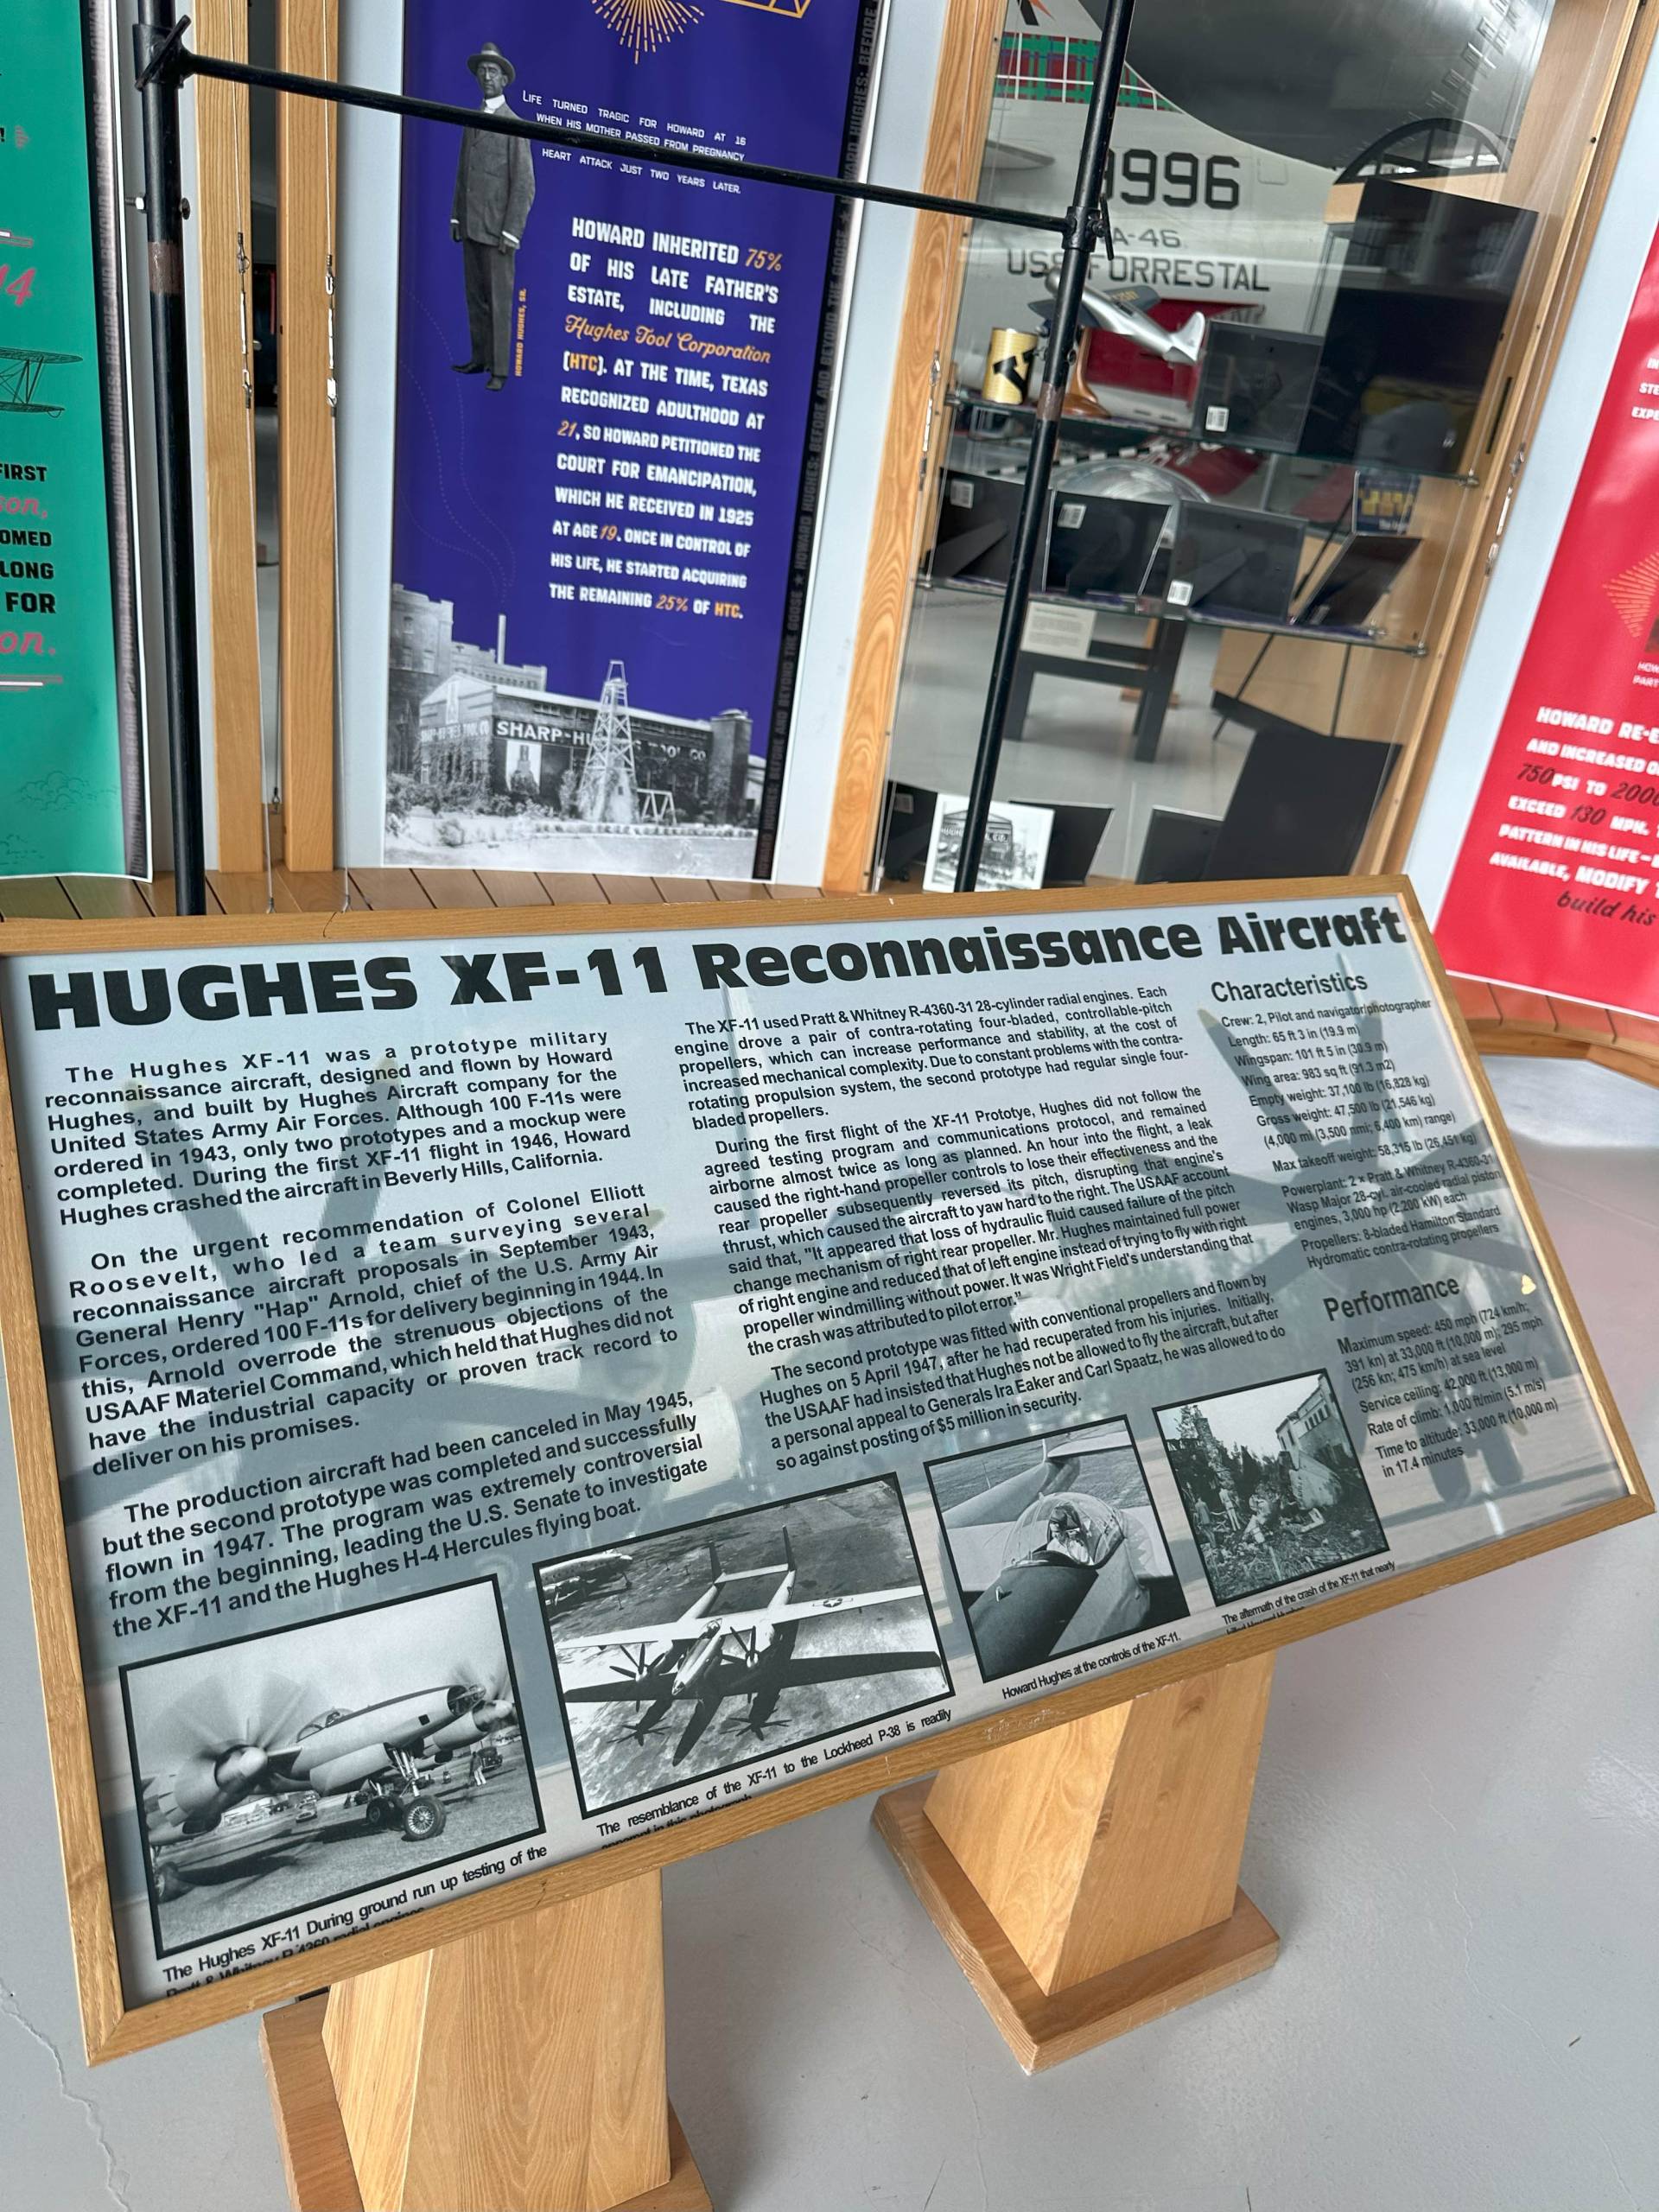 LIFE TURNED TRAGIC FOR HOWARD AT 16
WHEN HIS MOTHER PASSED FROM PREGNANCY
HEART ATTACK JUST TWO YEARS LATER.
HOWARD HUGHES, SR.
HOWARD INHERITED 75%
OF HIS LATE FATHER'S
ESTATE, INCLUDING THE
Hughes Tool Corporation
(HTC). AT THE TIME, TEXAS
RECOGNIZED ADULTHOOD AT
21, SO HOWARD PETITIONED THE
COURT FOR EMANCIPATION,
WHICH HE RECEIVED IN 1925
AT AGE 19. ONCE IN CONTROL OF
HIS LIFE, HE STARTED ACQUIRING
THE REMAINING 25% OF HTC.
SHARP-HU
TOOL CO
HOWARD HUGHES: BEFORE AND BEYOND THE GOOSE ★ HOWARD HUGHES: BEFORE AND BEYOND THE GOOSE
14
FIRST
son,
OMED
LONG
FOR
on.
9996
A-46
USS FORRESTAL
HOWARD RE-E
AND INCREASED
750PSI TO 2000
EXCEED 130 MPH.
PATTERN IN HIS LIFE –
AVAILABLE, MODIFY
build his
HUGHES XF-11 Reconnaissance Aircraft
The Hughes XF-11 was a prototype military
reconnaissance aircraft, designed and flown by Howard
Hughes, and built by Hughes Aircraft company for the
United States Army Air Forces. Although 100 F-11s were
ordered in 1943, only two prototypes and a mockup were
completed. During the first XF-11 flight in 1946, Howard
Hughes crashed the aircraft in Beverly Hills, California.
On the urgent recommendation of Colonel Elliott
Roosevelt, who led a team surveying several
reconnaissance aircraft proposals in September 1943,
General Henry "Hap" Arnold, chief of the U.S. Army Air
Forces, ordered 100 F-11s for delivery beginning in 1944. In
this, Arnold overrode the strenuous objections of the
USAAF Materiel Command, which held that Hughes did not
have the industrial capacity or proven track record to
deliver on his promises.
The production aircraft had been canceled in May 1945,
but the second prototype was completed and successfully
flown in 1947. The program was extremely controversial
from the beginning, leading the U.S. Senate to investigate
the XF-11 and the Hughes H-4 Hercules flying boat.
The XF-11 used Pratt & Whitney R-4360-31 28-cylinder radial engines. Each
engine drove a pair of contra-rotating four-bladed, controllable-pitch
propellers, which can increase performance and stability, at the cost of
increased mechanical complexity. Due to constant problems with the contra-
rotating propulsion system, the second prototype had regular single four-
bladed propellers.
During the first flight of the XF-11 Prototye, Hughes did not follow the
agreed testing program and communications protocol, and remained
airborne almost twice as long as planned. An hour into the flight, a leak
caused the right-hand propeller controls to lose their effectiveness and the
rear propeller subsequently reversed its pitch, disrupting that engine's
thrust, which caused the aircraft to yaw hard to the right. The USAAF account
said that, "It appeared that loss of hydraulic fluid caused failure of the pitch
change mechanism of right rear propeller. Mr. Hughes maintained full power
of right engine and reduced that of left engine instead of trying to fly with right
propeller windmilling without power. It was Wright Field's understanding that
the crash was attributed to pilot error."
The second prototype was fitted with conventional propellers and flown by
Hughes on 5 April 1947, after he had recuperated from his injuries. Initially,
the USAAF had insisted that Hughes not be allowed to fly the aircraft, but after
a personal appeal to Generals Ira Eaker and Carl Spaatz, he was allowed to do
so against posting of $5 million in security.
Characteristics
Crew: 2, Pilot and navigator/photographer
Length: 65 ft 3 in (19.9 m)
Wingspan: 101 ft 5 in (30.9 m)
Wing area: 983 sq ft (91.3 m2)
Empty weight: 37,100 lb (16,828 kg)
Gross weight: 47,500 lb (21,546 kg)
(4,000 mi (3,500 nmi; 6,400 km) range)
Max takeoff weight: 58,315 lb (26,451 kg)
Powerplant: 2 x Pratt & Whitney R-4360-31
Wasp Major 28-cyl. air-cooled radial piston
engines, 3,000 hp (2,200 kW) each
Propellers: 8-bladed Hamilton Standard
Hydromatic contra-rotating propellers
Performance
Maximum speed: 450 mph (724 km/h;
391 kn) at 33,000 ft (10,000 m); 295 mph
(256 kn; 475 km/h) at sea level
Service ceiling: 42,000 ft (13,000 m)
Rate of climb: 1,000 ft/min (5.1 m/s)
Time to altitude: 33,000 ft (10,000 m)
in 17.4 minutes
The Hughes XF-11 During ground run up testing of the
The resemblance of the XF-11 to the Lockheed P-38 is readily
Howard Hughes at the controls of the XF-11.
The aftermath of the crash of the XF-11 that nearly